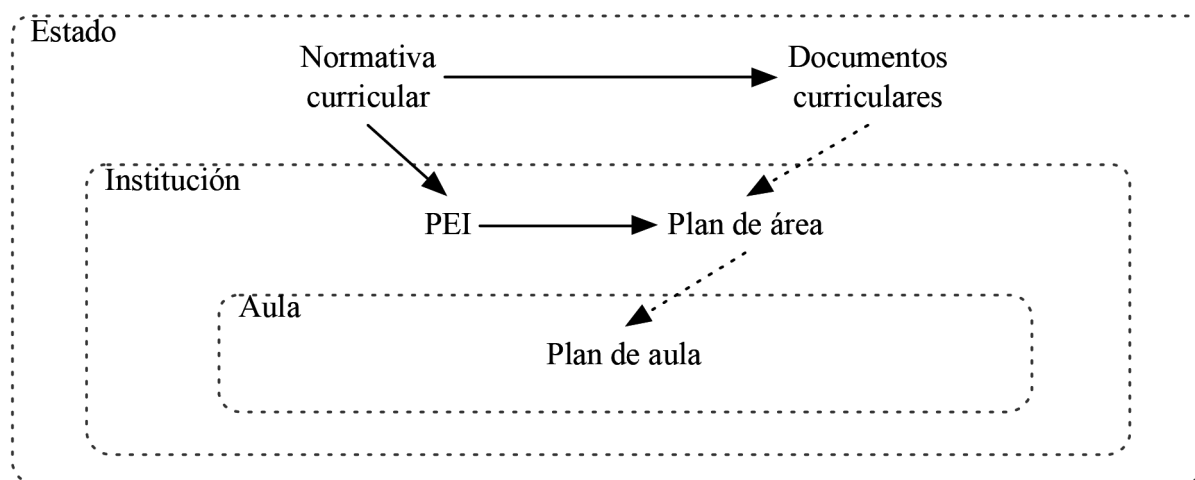 Estado
Normativa
curricular
Documentos
curriculares
Institución
PEI
Plan de área
Aula
Plan de aula